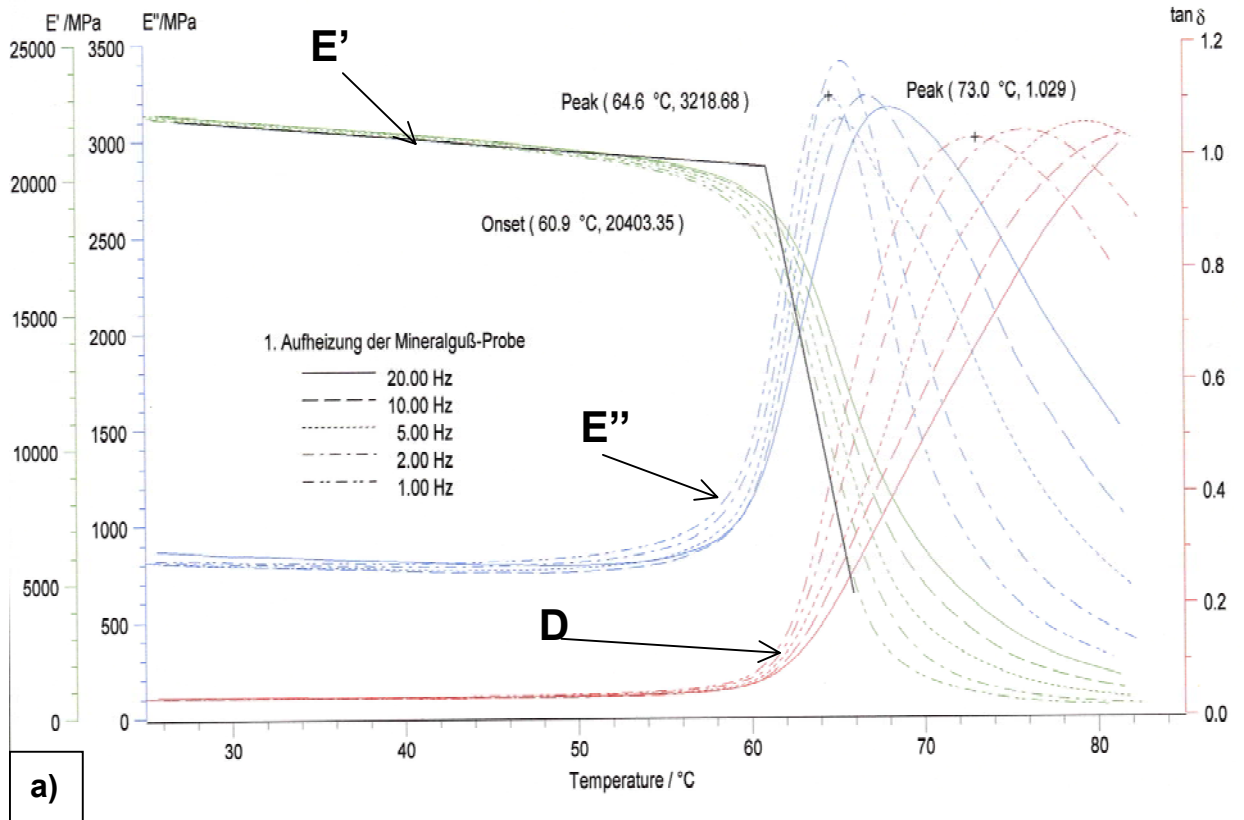 E' /MPa
E''/MPa
tan δ
25000
20000
15000
10000
5000
0
3500
3000
2500
2000
1500
1000
500
0
1.2
1.0
0.8
0.6
0.4
0.2
0.0
E’
Peak ( 64.6 °C, 3218.68 )
Peak ( 73.0 °C, 1.029 )
Onset ( 60.9 °C, 20403.35 )
1. Aufheizung der Mineralguß-Probe
20.00 Hz
10.00 Hz
5.00 Hz
2.00 Hz
1.00 Hz
E’’
D
30 40 50 60 70 80
Temperature / °C
a)